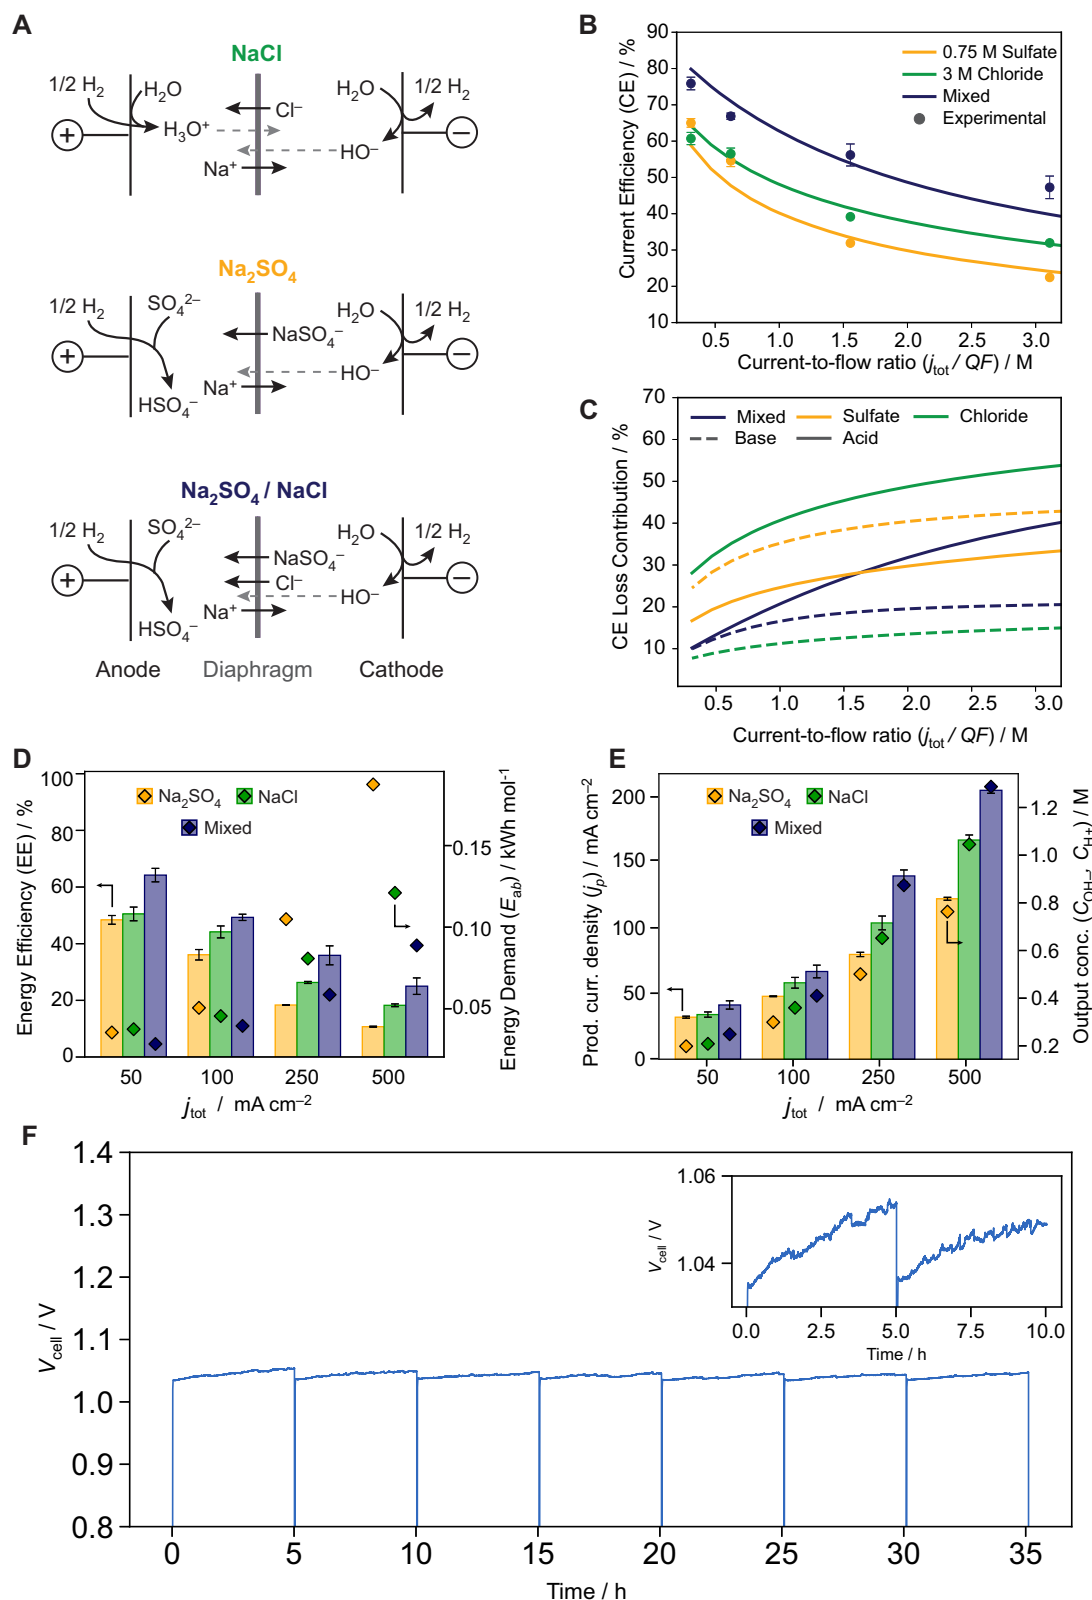 A
NaCl
1/2 H₂
H₂O
H₃O⁺
Cl⁻
Na⁺
H₂O
1/2 H₂
HO⁻
+
−
Na₂SO₄
1/2 H₂
SO₄²⁻
HSO₄⁻
NaSO₄⁻
Na⁺
H₂O
1/2 H₂
HO⁻
+
−
Na₂SO₄ / NaCl
1/2 H₂
SO₄²⁻
HSO₄⁻
NaSO₄⁻
Cl⁻
Na⁺
H₂O
1/2 H₂
HO⁻
+
−
Anode Diaphragm Cathode
B
Current Efficiency (CE) / %
90
80
70
60
50
40
30
20
10
0.75 M Sulfate
3 M Chloride
Mixed
Experimental
0.5 1.0 1.5 2.0 2.5 3.0
Current-to-flow ratio (j_tot / QF) / M
C
CE Loss Contribution / %
70
60
50
40
30
20
10
Mixed Sulfate Chloride
Base Acid
0.5 1.0 1.5 2.0 2.5 3.0
Current-to-flow ratio (j_tot / QF) / M
D
Energy Efficiency (EE) / %
100
80
60
40
20
0
Na₂SO₄ NaCl
Mixed
0.15
0.10
0.05
Energy Demand (E_ab) / kWh mol⁻¹
50 100 250 500
j_tot / mA cm⁻²
E
Prod. curr. density (j_p) / mA cm⁻²
200
150
100
50
0
Na₂SO₄ NaCl
Mixed
1.2
1.0
0.8
0.6
0.4
0.2
Output conc. (C_OH−, C_H+) / M
50 100 250 500
j_tot / mA cm⁻²
F
V_cell / V
1.4
1.3
1.2
1.1
1.0
0.9
0.8
0 5 10 15 20 25 30 35
Time / h
V_cell / V
1.06
1.04
0.0 2.5 5.0 7.5 10.0
Time / h